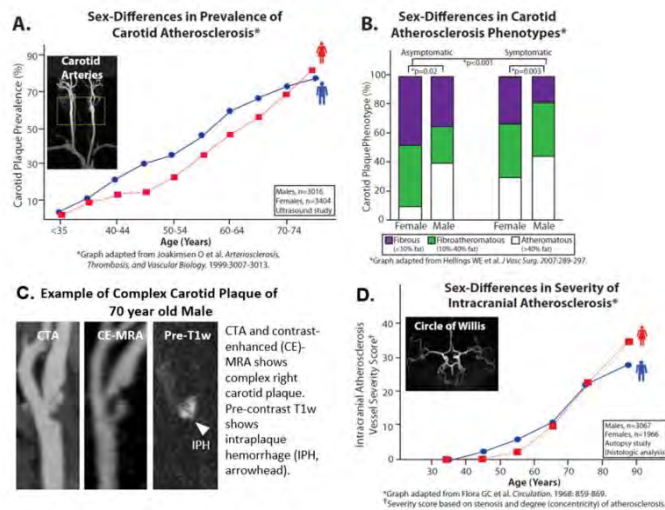 A.
Sex-Differences in Prevalence of
Carotid Atherosclerosis*
Carotid Plaque Prevalence (%)
90
70
50
30
10
Carotid
Arteries
Males, n=3016
Females, n=3404
Ultrasound study
<35
40-44
50-54
60-64
70-74
Age (Years)
*Graph adapted from Joakimsen O et al. Arteriosclerosis,
Thrombosis, and Vascular Biology. 1999:3007-3013.
B.
Sex-Differences in Carotid
Atherosclerosis Phenotypes*
Asymptomatic
Symptomatic
*p<0.001
*p=0.02
*p=0.003
Carotid Plaque Phenotype (%)
100
80
60
40
20
0
Female
Male
Female
Male
Fibrous
(<10% fat)
Fibroatheromatous
(10%-40% fat)
Atheromatous
(>40% fat)
*Graph adapted from Hellings WE et al. J Vasc Surg. 2007:289-297.
C. Example of Complex Carotid Plaque of
70 year old Male
CTA
CE-MRA
Pre-T1w
IPH
CTA and contrast-
enhanced (CE)-
MRA shows
complex right
carotid plaque.
Pre-contrast T1w
shows
intraplaque
hemorrhage (IPH,
arrowhead).
D.
Sex-Differences in Severity of
Intracranial Atherosclerosis*
Intracranial Atherosclerosis
Vessel Severity Score†
40
30
20
10
0
Circle of Willis
Males, n=3067
Females, n=1966
Autopsy study
(histologic analysis)
30
40
50
60
70
80
90
Age (Years)
*Graph adapted from Flora GC et al. Circulation. 1968: 859-869.
†Severity score based on stenosis and degree (concentricity) of atherosclerosis